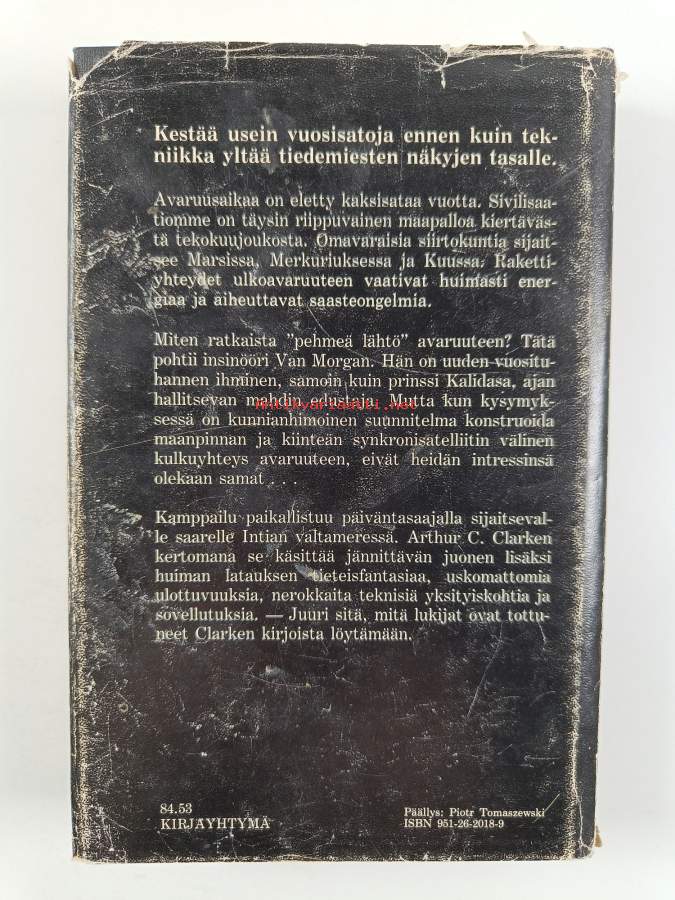 Kestää usein vuosisatoja ennen kuin tek-
niikka yltää tiedemiesten näkyjen tasalle.
Avaruusaikaa on eletty kaksisataa vuotta. Sivilisaa-
tiomme on täysin riippuvainen maapalloa kiertäväs-
tä tekokuujoukosta. Omavaraisia siirtokuntia sijait-
see Marsissa, Merkuriuksessa ja Kuussa. Raketti-
yhteydet ulkoavaruuteen vaativat huimasti ener-
giaa ja aiheuttavat saasteongelmia.
Miten ratkaista "pehmeä lähtö" avaruuteen? Tätä
pohtii insinööri Van Morgan. Hän on uuden vuositu-
hannen ihminen, samoin kuin prinssi Kalidasa, ajan
hallitsevan mahdin edustaja. Mutta kun kysymyk-
antikvariaatti.net
sessä on kunnianhimoinen suunnitelma konstruoida
maanpinnan ja kiinteän synkronisatelliitin välinen
kulkuyhteys avaruuteen, eivät heidän intressinsä
olekaan samat . . .
Kamppailu paikallistuu päiväntasaajalla sijaitseval-
le saarelle Intian valtameressä. Arthur C. Clarken
kertomana se käsittää jännittävän juonen lisäksi
huiman latauksen tieteisfantasiaa, uskomattomia
ulottuvuuksia, nerokkaita teknisiä yksityiskohtia ja
sovellutuksia. — Juuri sitä, mitä lukijat ovat tottu-
neet Clarken kirjoista löytämään.
84.53
KIRJAYHTYMÄ
Päällys: Piotr Tomaszewski
ISBN 951-26-2018-9